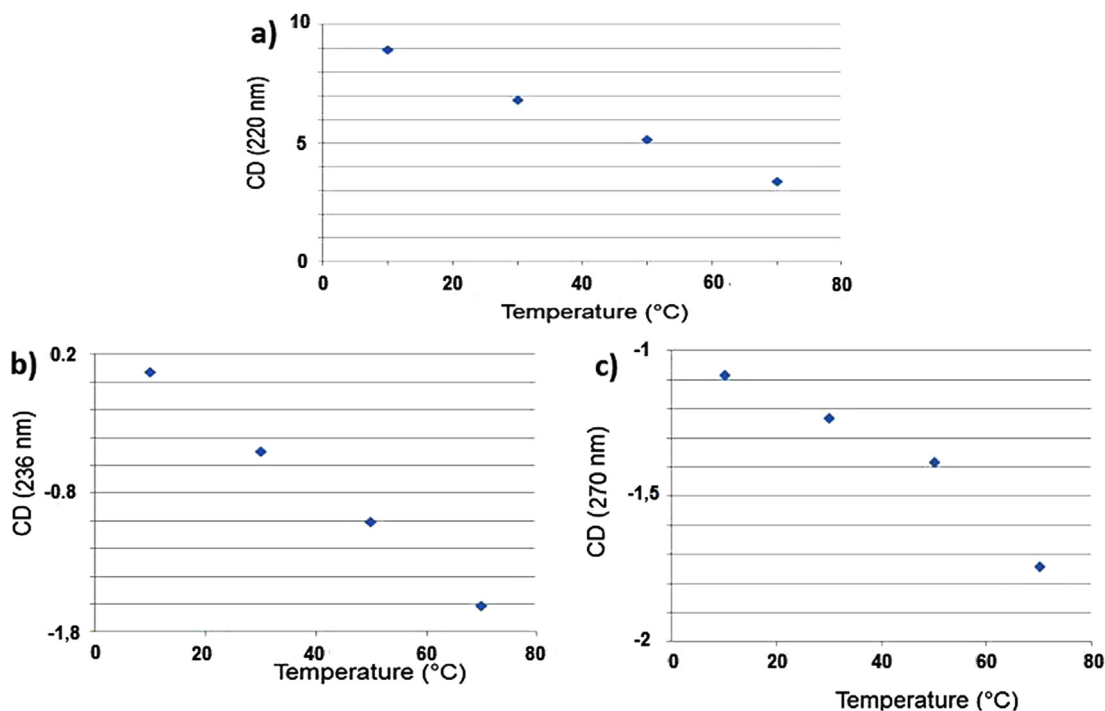 a)
10
5
0
CD (220 nm)
0 20 40 60 80
Temperature (°C)
b)
0.2
-0.8
-1,8
CD (236 nm)
0 20 40 60 80
Temperature (°C)
c)
-1
-1,5
-2
CD (270 nm)
0 20 40 60 80
Temperature (°C)